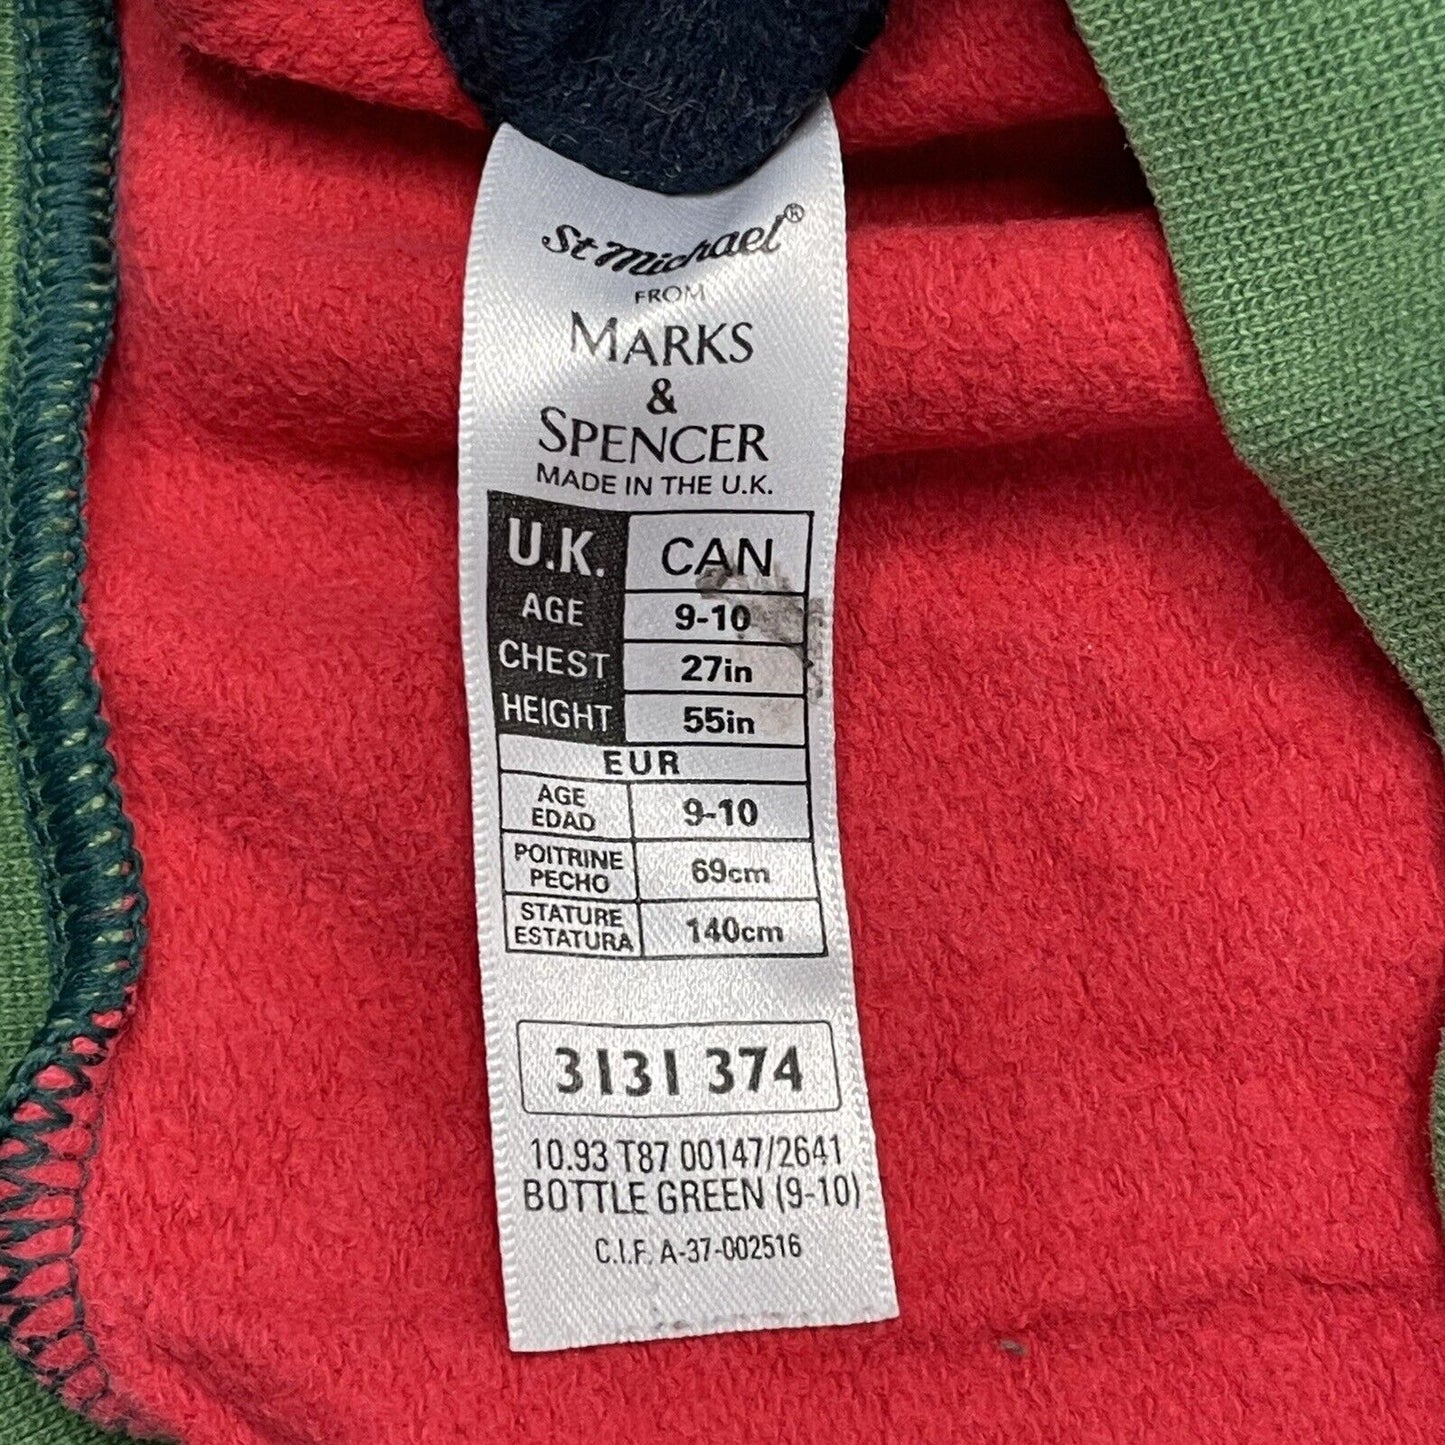 St Michael®
FROM
MARKS
&
SPENCER
MADE IN THE U.K.
U.K. CAN
AGE 9-10
CHEST 27in
HEIGHT 55in
EUR
AGE
EDAD 9-10
POITRINE
PECHO 69cm
STATURE
ESTATURA 140cm
3131 374
10.93 T87 00147/2641
BOTTLE GREEN (9-10)
C.I.F. A-37-002516